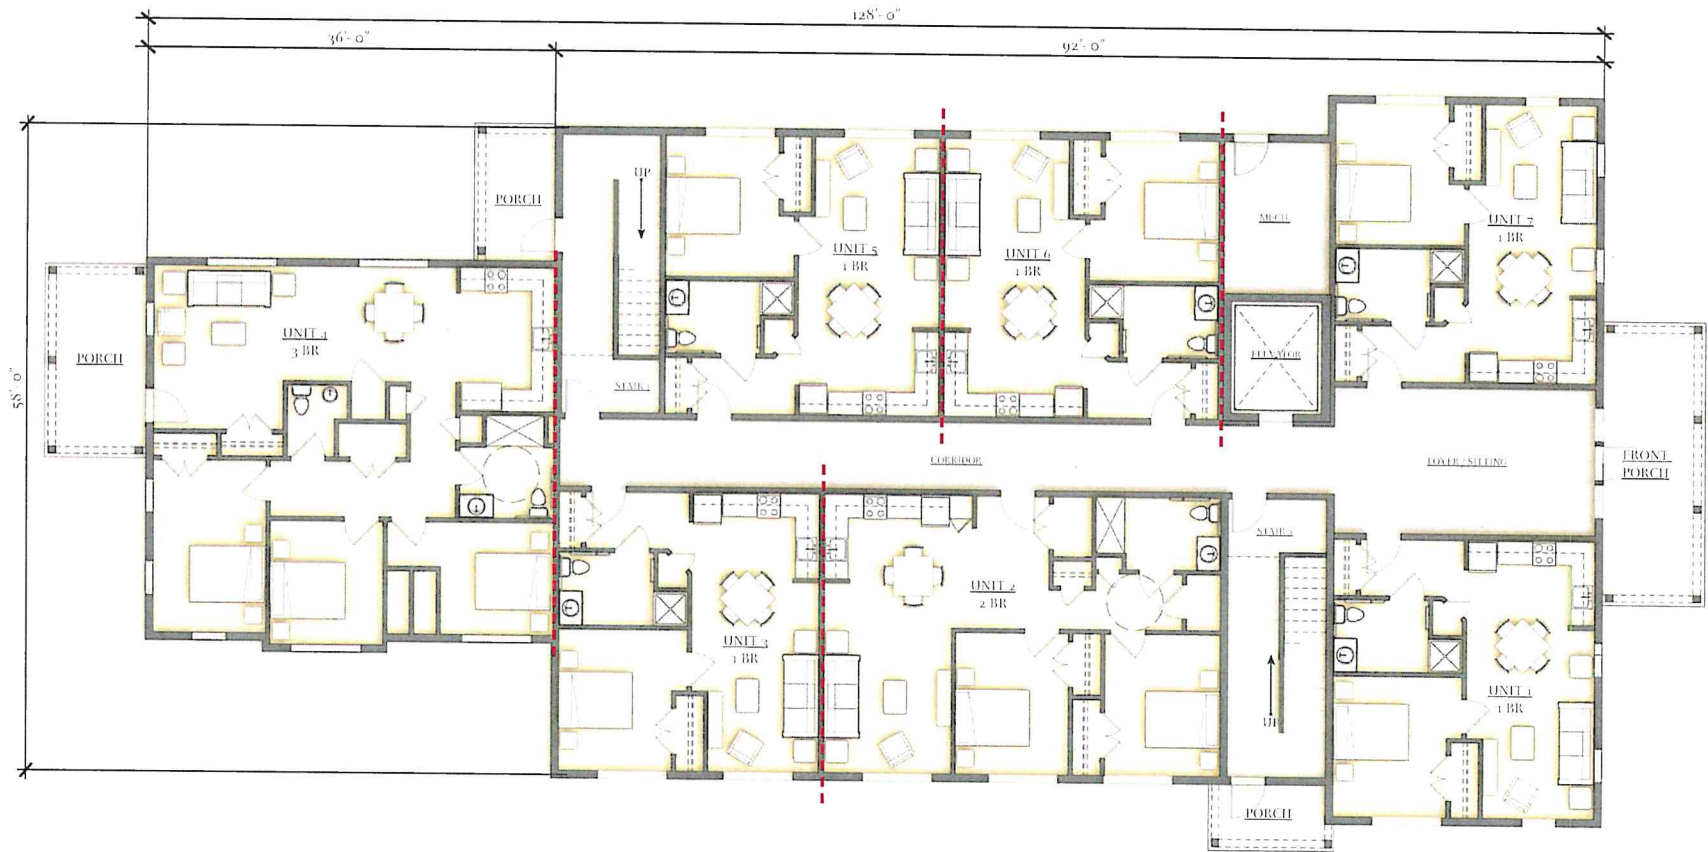 128'-0"
36'-0"
92'-0"
58'-0"
PORCH
UP
UNIT 5
1 BR
UNIT 6
1 BR
MECH.
UNIT 7
1 BR
PORCH
UNIT 4
3 BR
STAIR 1
ELEVATOR
CORRIDOR
FOYER / SITTING
FRONT
PORCH
STAIR 2
UNIT 3
1 BR
UNIT 2
2 BR
UNIT 1
1 BR
UP
PORCH